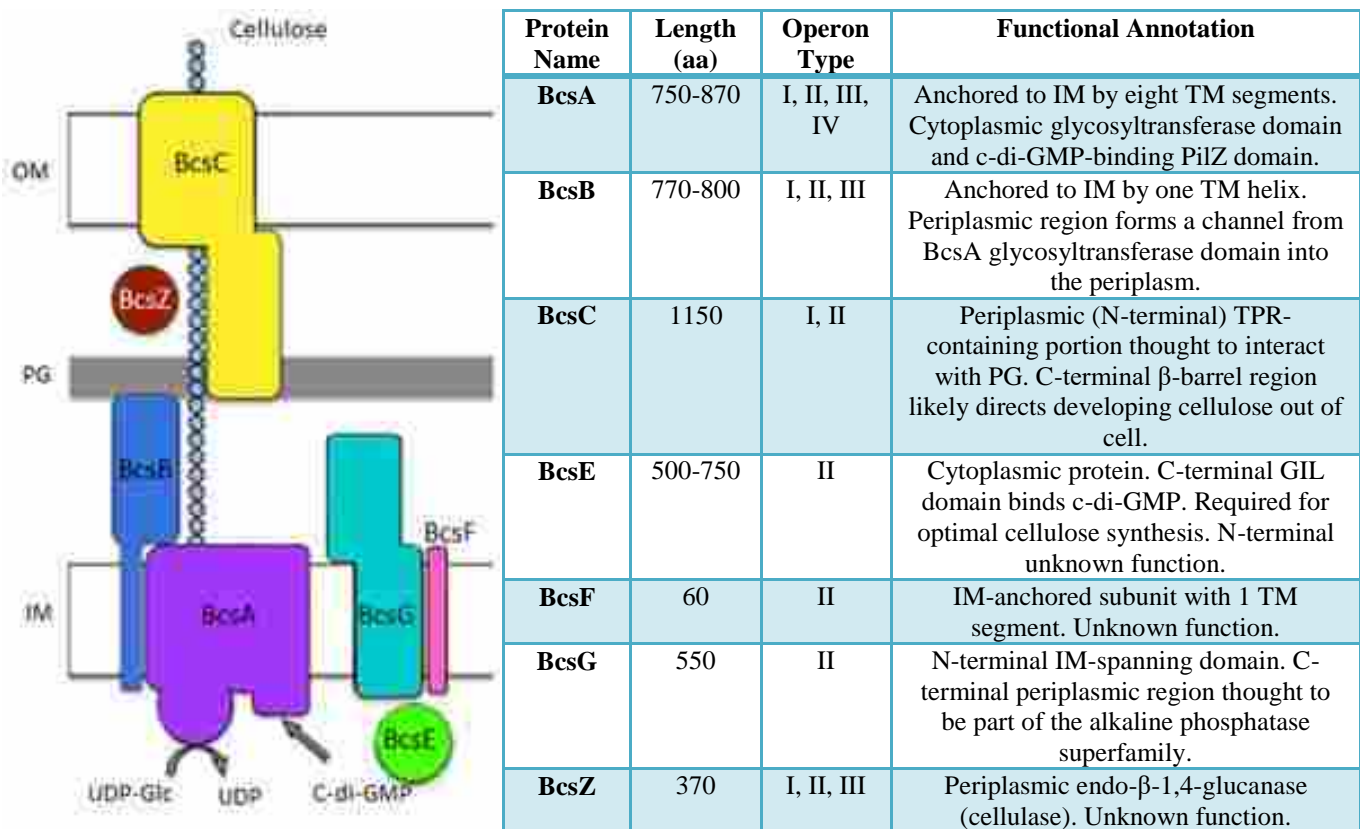 Cellulose
OM
BcsC
BcsZ
PG
BcsB
BcsF
IM
BcsA
BcsG
BcsE
UDP-Glc
UDP
C-di-GMP
Protein Name
Length (aa)
Operon Type
Functional Annotation
BcsA
750-870
I, II, III,
IV
Anchored to IM by eight TM segments.
Cytoplasmic glycosyltransferase domain
and c-di-GMP-binding PilZ domain.
BcsB
770-800
I, II, III
Anchored to IM by one TM helix.
Periplasmic region forms a channel from
BcsA glycosyltransferase domain into
the periplasm.
BcsC
1150
I, II
Periplasmic (N-terminal) TPR-
containing portion thought to interact
with PG. C-terminal β-barrel region
likely directs developing cellulose out of
cell.
BcsE
500-750
II
Cytoplasmic protein. C-terminal GIL
domain binds c-di-GMP. Required for
optimal cellulose synthesis. N-terminal
unknown function.
BcsF
60
II
IM-anchored subunit with 1 TM
segment. Unknown function.
BcsG
550
II
N-terminal IM-spanning domain. C-
terminal periplasmic region thought to
be part of the alkaline phosphatase
superfamily.
BcsZ
370
I, II, III
Periplasmic endo-β-1,4-glucanase
(cellulase). Unknown function.